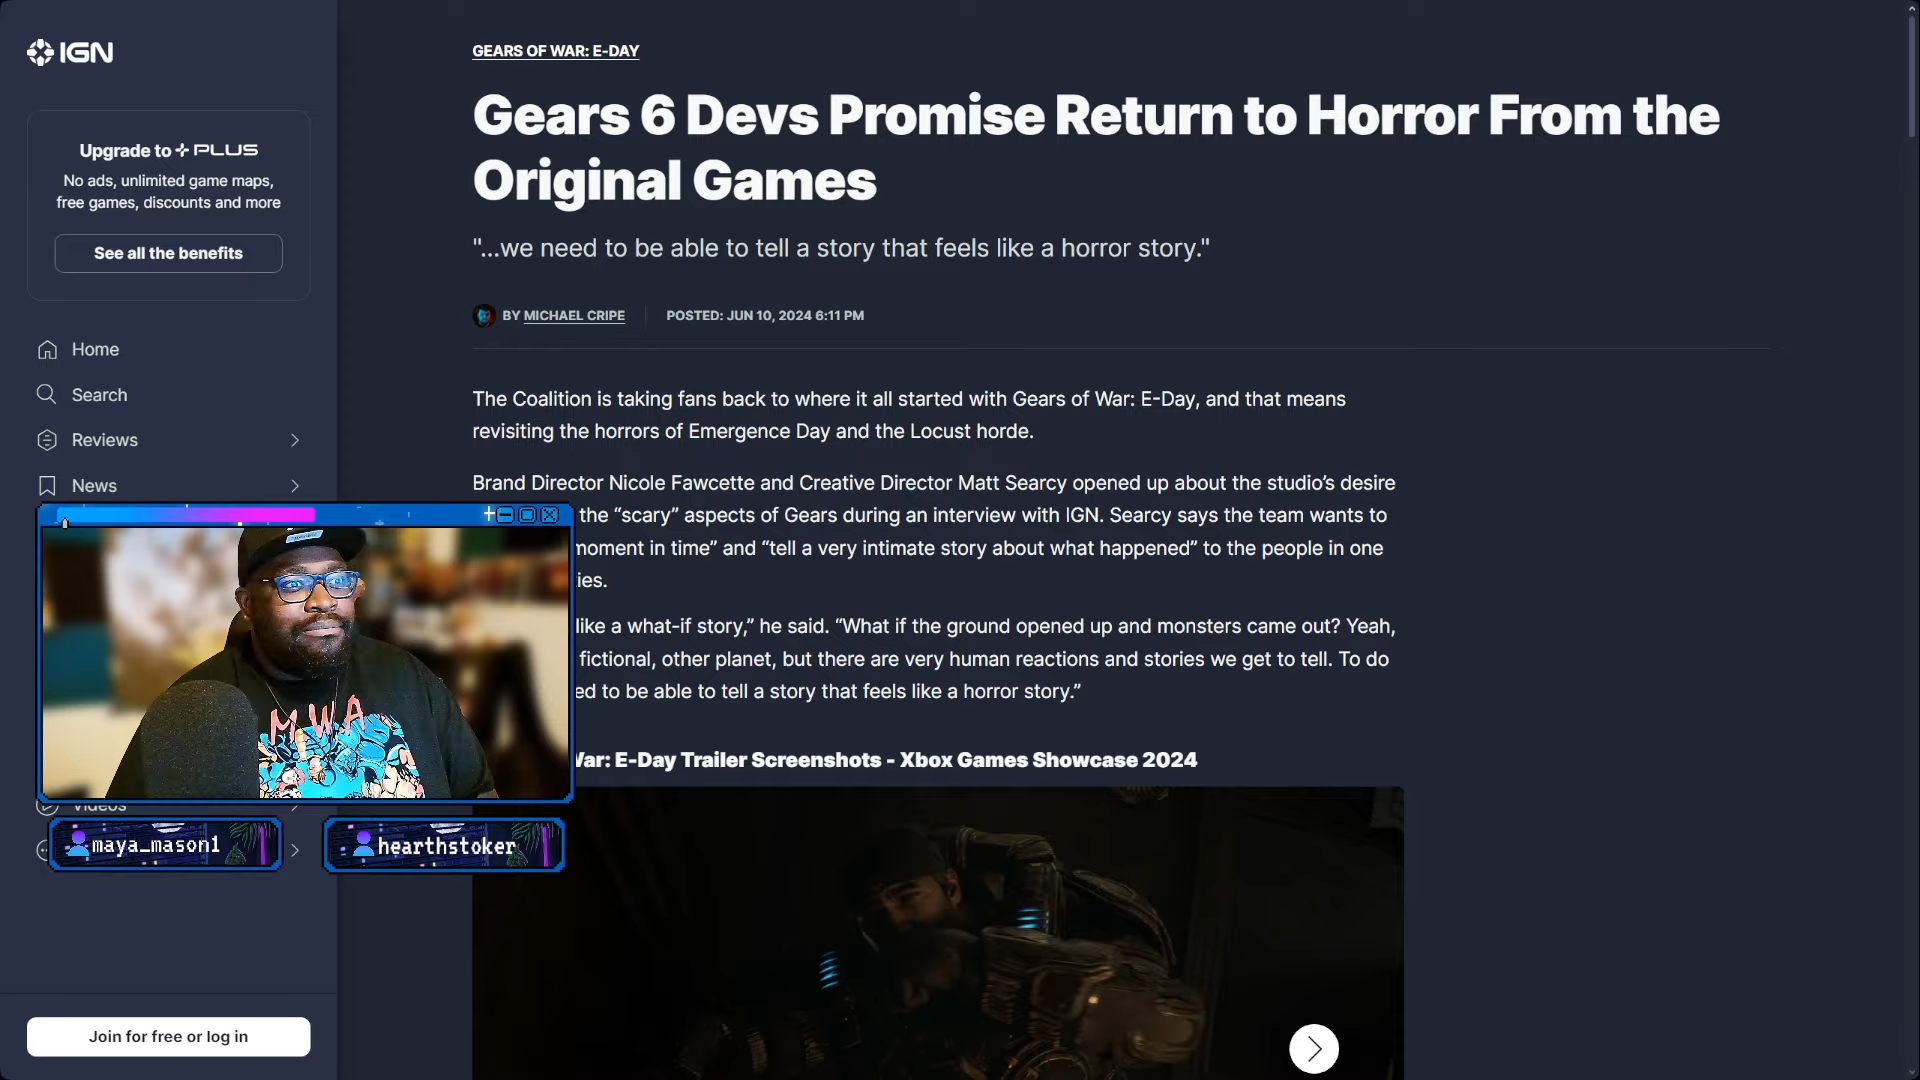 IGN
Upgrade to + PLUS
No ads, unlimited game maps,
free games, discounts and more
See all the benefits
Home
Search
Reviews
News
Videos
maya_mason1
hearthstoker
Join for free or log in
GEARS OF WAR: E-DAY
Gears 6 Devs Promise Return to Horror From the
Original Games
"...we need to be able to tell a story that feels like a horror story."
BY MICHAEL CRIPE
POSTED: JUN 10, 2024 6:11 PM
The Coalition is taking fans back to where it all started with Gears of War: E-Day, and that means
revisiting the horrors of Emergence Day and the Locust horde.
Brand Director Nicole Fawcette and Creative Director Matt Searcy opened up about the studio’s desire
the “scary” aspects of Gears during an interview with IGN. Searcy says the team wants to
moment in time” and “tell a very intimate story about what happened” to the people in one
ies.
like a what-if story,” he said. “What if the ground opened up and monsters came out? Yeah,
fictional, other planet, but there are very human reactions and stories we get to tell. To do
ed to be able to tell a story that feels like a horror story.”
War: E-Day Trailer Screenshots - Xbox Games Showcase 2024
MWA